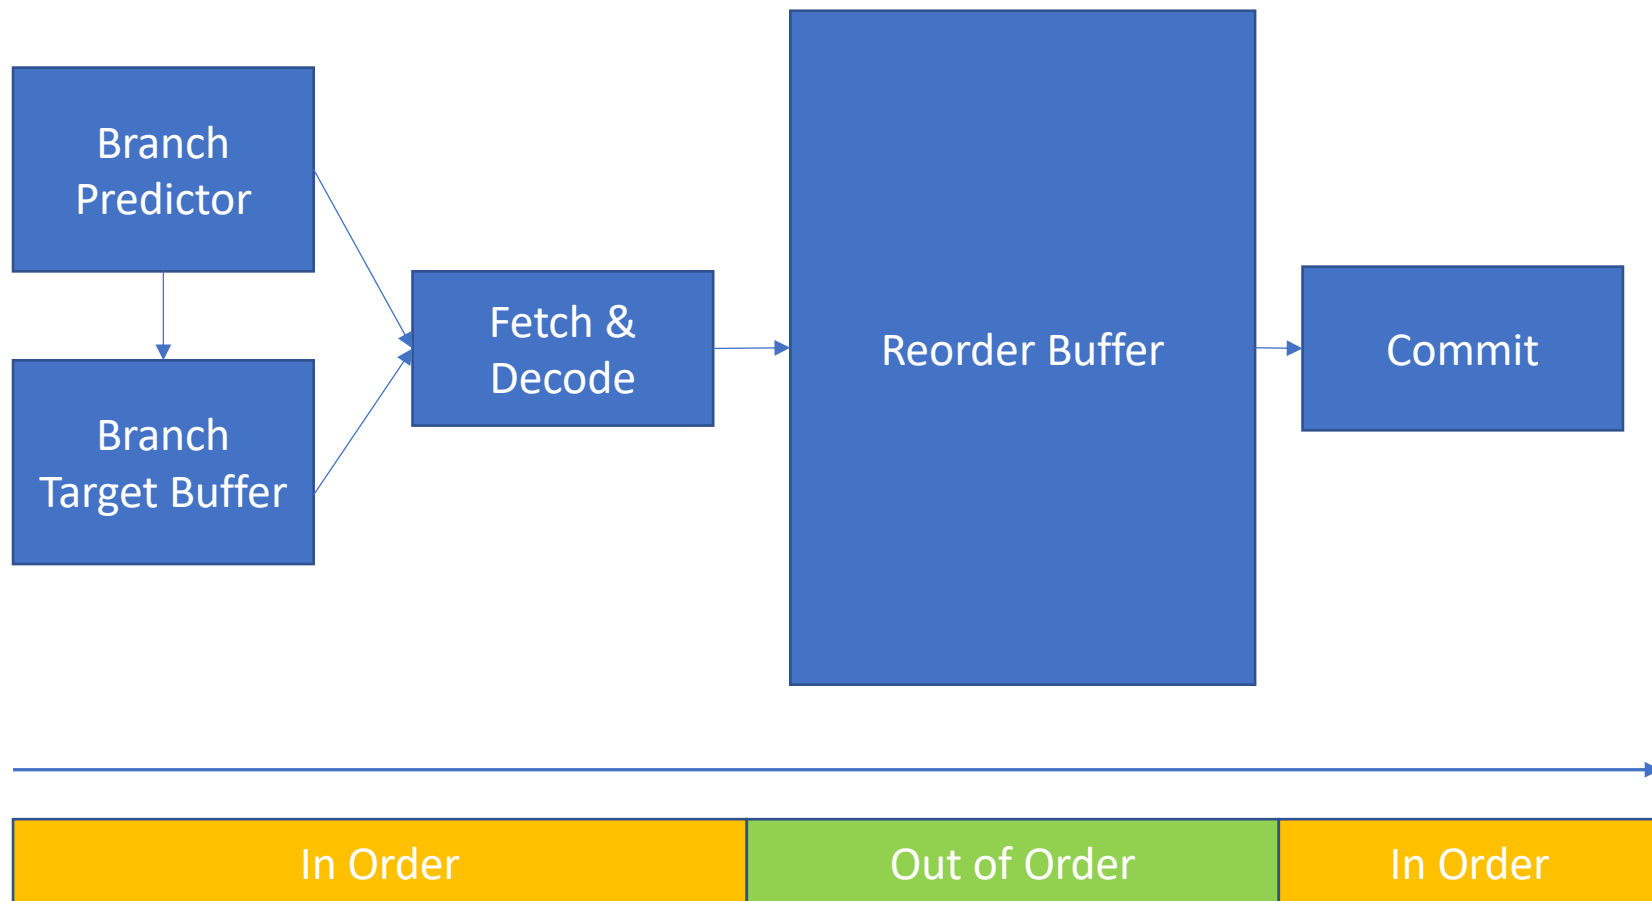 Branch
Predictor
Branch
Target Buffer
Fetch &
Decode
Reorder Buffer
Commit
In Order
Out of Order
In Order